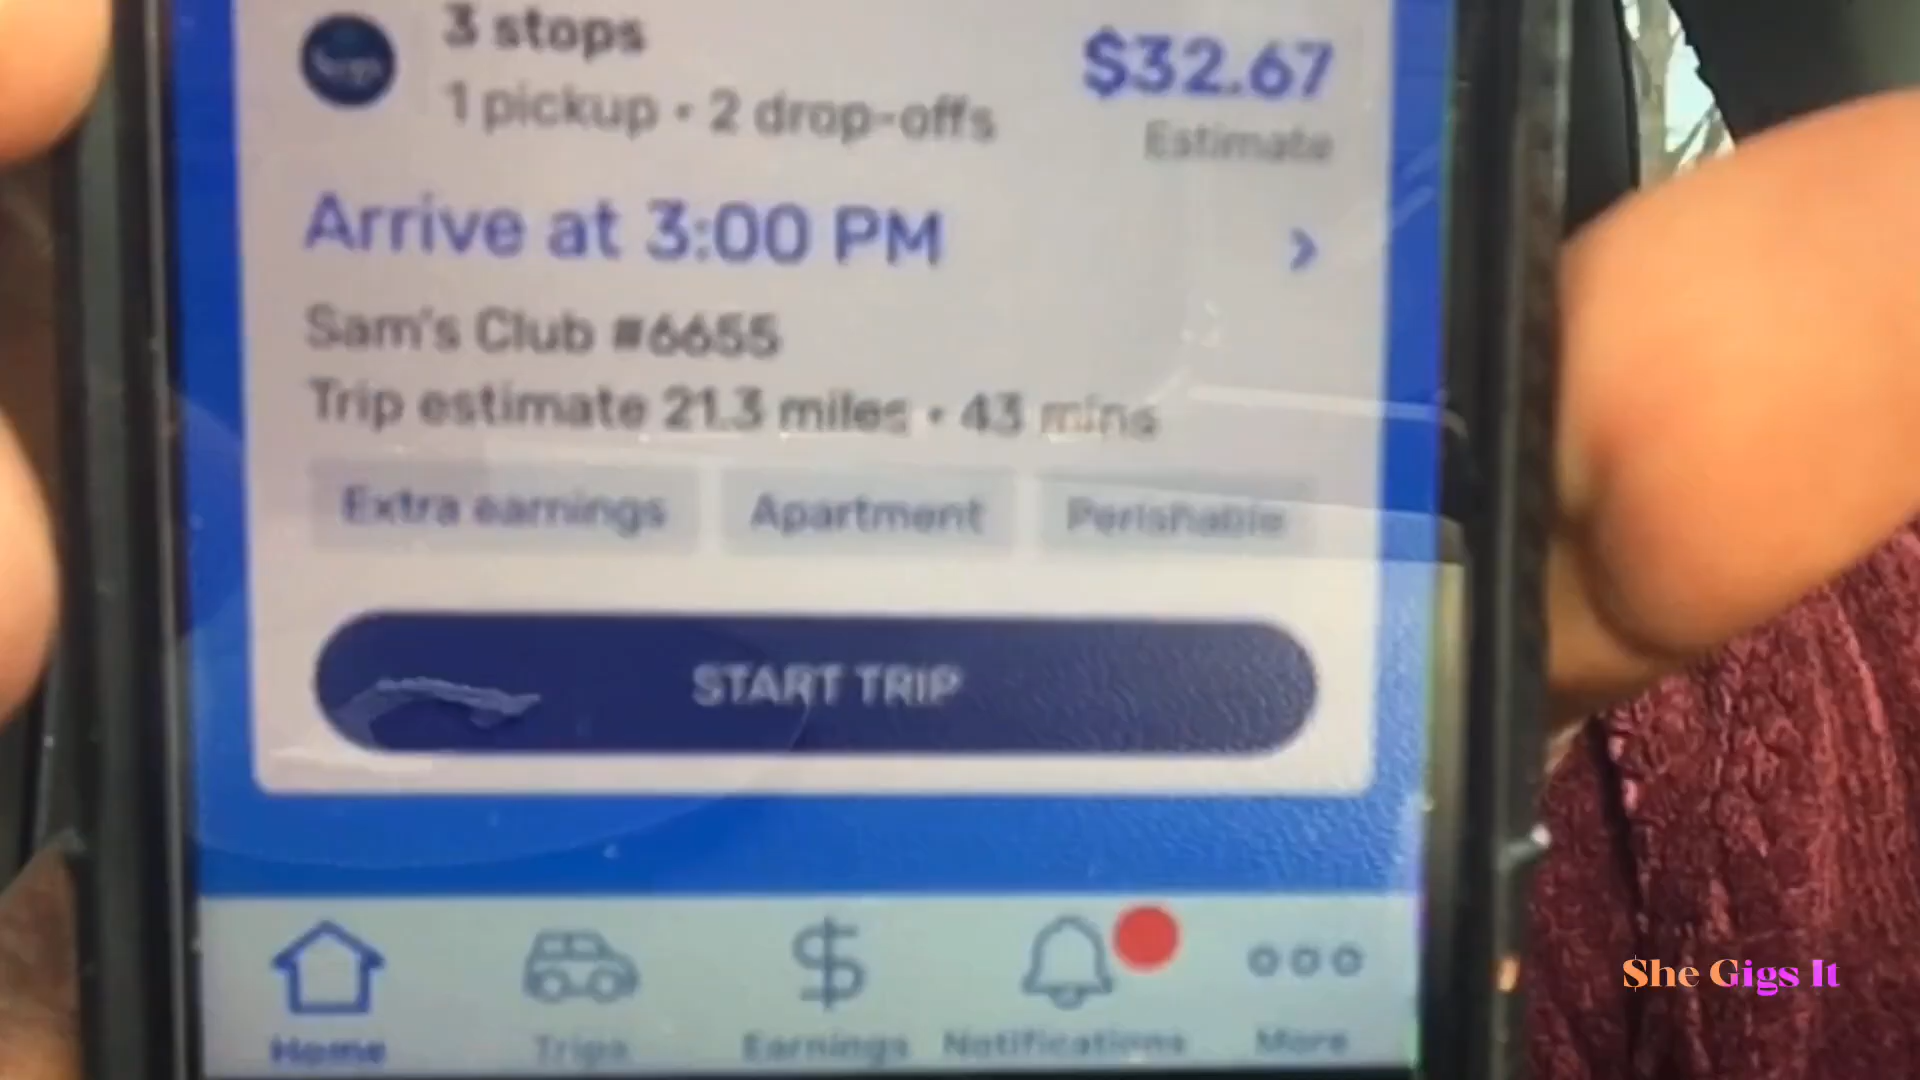 3 stops
$32.67
1 pickup • 2 drop-offs
Estimate
Arrive at 3:00 PM
Sam's Club #6655
Trip estimate 21.3 miles • 43 mins
Extra earnings
Apartment
Perishable
START TRIP
Home
Trips
Earnings
Notifications
More
$he Gigs It